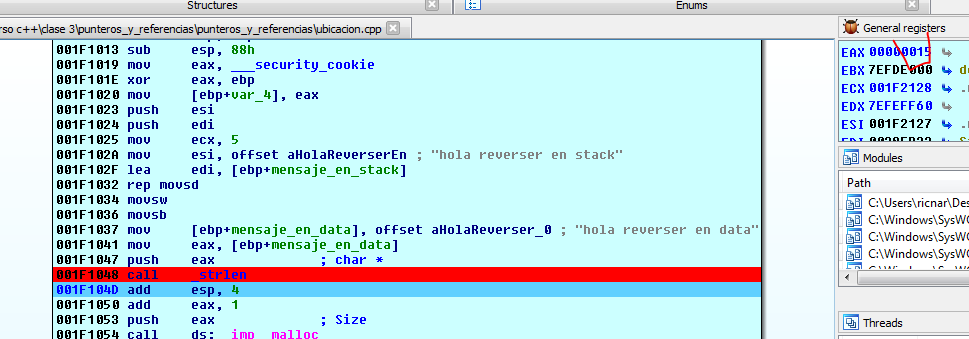 Structures
Enums
rso c++\clase 3\punteros_y_referencias\punteros_y_referencias\ubicacion.cpp
001F1013 sub esp, 88h
001F1019 mov eax, ___security_cookie
001F101E xor eax, ebp
001F1020 mov [ebp+var_4], eax
001F1023 push esi
001F1024 push edi
001F1025 mov ecx, 5
001F102A mov esi, offset aHolaReverserEn ; "hola reverser en stack"
001F102F lea edi, [ebp+mensaje_en_stack]
001F1032 rep movsd
001F1034 movsw
001F1036 movsb
001F1037 mov [ebp+mensaje_en_data], offset aHolaReverser_0 ; "hola reverser en data"
001F1041 mov eax, [ebp+mensaje_en_data]
001F1047 push eax ; char *
001F1048 call _strlen
001F104D add esp, 4
001F1050 add eax, 1
001F1053 push eax ; Size
001F1054 call ds:__imp__malloc
General registers
EAX 00000015
EBX 7EFDE000 de
ECX 001F2128 .r
EDX 7EFEFF60
ESI 001F2127 .r
Modules
Path
C:\Users\ricnar\Des
C:\Windows\SysWO
C:\Windows\SysWO
C:\Windows\SysWO
C:\Windows\SysWO
Threads